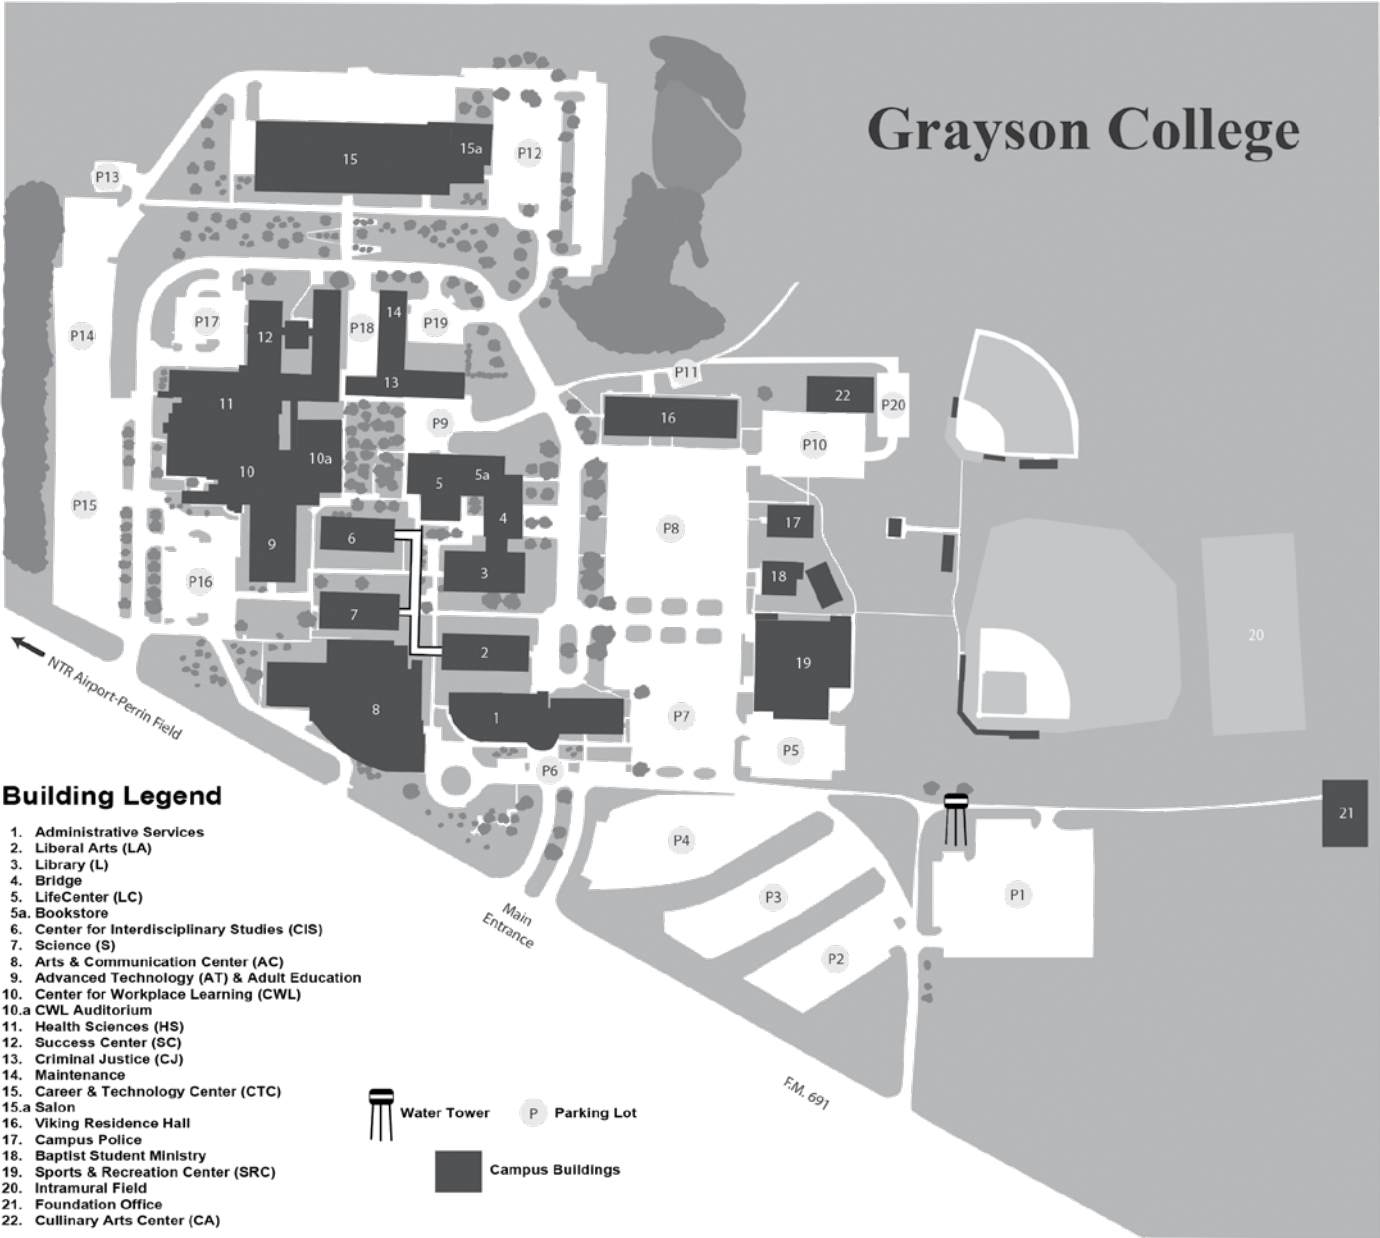 Grayson College
15
15a
P12
P13
P17
12
P18
14
P19
P14
13
P11
22
P20
11
16
P9
P10
10a
10
5
5a
P15
4
P8
17
6
9
3
18
P16
7
20
2
19
NTR Airport-Perrin Field
8
1
P7
P5
P6
21
P4
P1
P3
Main
Entrance
P2
F.M. 691
Building Legend
1. Administrative Services
2. Liberal Arts (LA)
3. Library (L)
4. Bridge
5. LifeCenter (LC)
5a. Bookstore
6. Center for Interdisciplinary Studies (CIS)
7. Science (S)
8. Arts & Communication Center (AC)
9. Advanced Technology (AT) & Adult Education
10. Center for Workplace Learning (CWL)
10.a CWL Auditorium
11. Health Sciences (HS)
12. Success Center (SC)
13. Criminal Justice (CJ)
14. Maintenance
15. Career & Technology Center (CTC)
15.a Salon
16. Viking Residence Hall
17. Campus Police
18. Baptist Student Ministry
19. Sports & Recreation Center (SRC)
20. Intramural Field
21. Foundation Office
22. Cullinary Arts Center (CA)
Water Tower
P Parking Lot
Campus Buildings